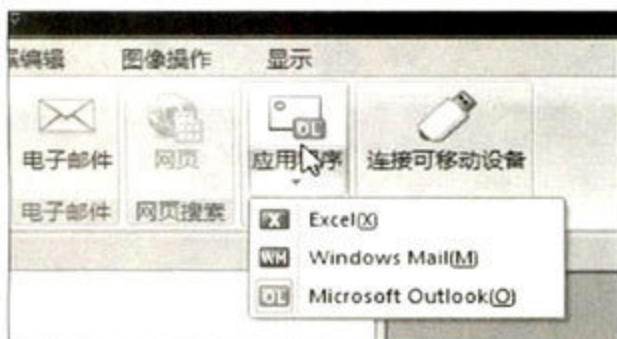 编辑 图像操作 显示
电子邮件 网页 应用程序 连接可移动设备
电子邮件 网页搜索
X Excel(X)
WM Windows Mail(M)
OL Microsoft Outlook(O)